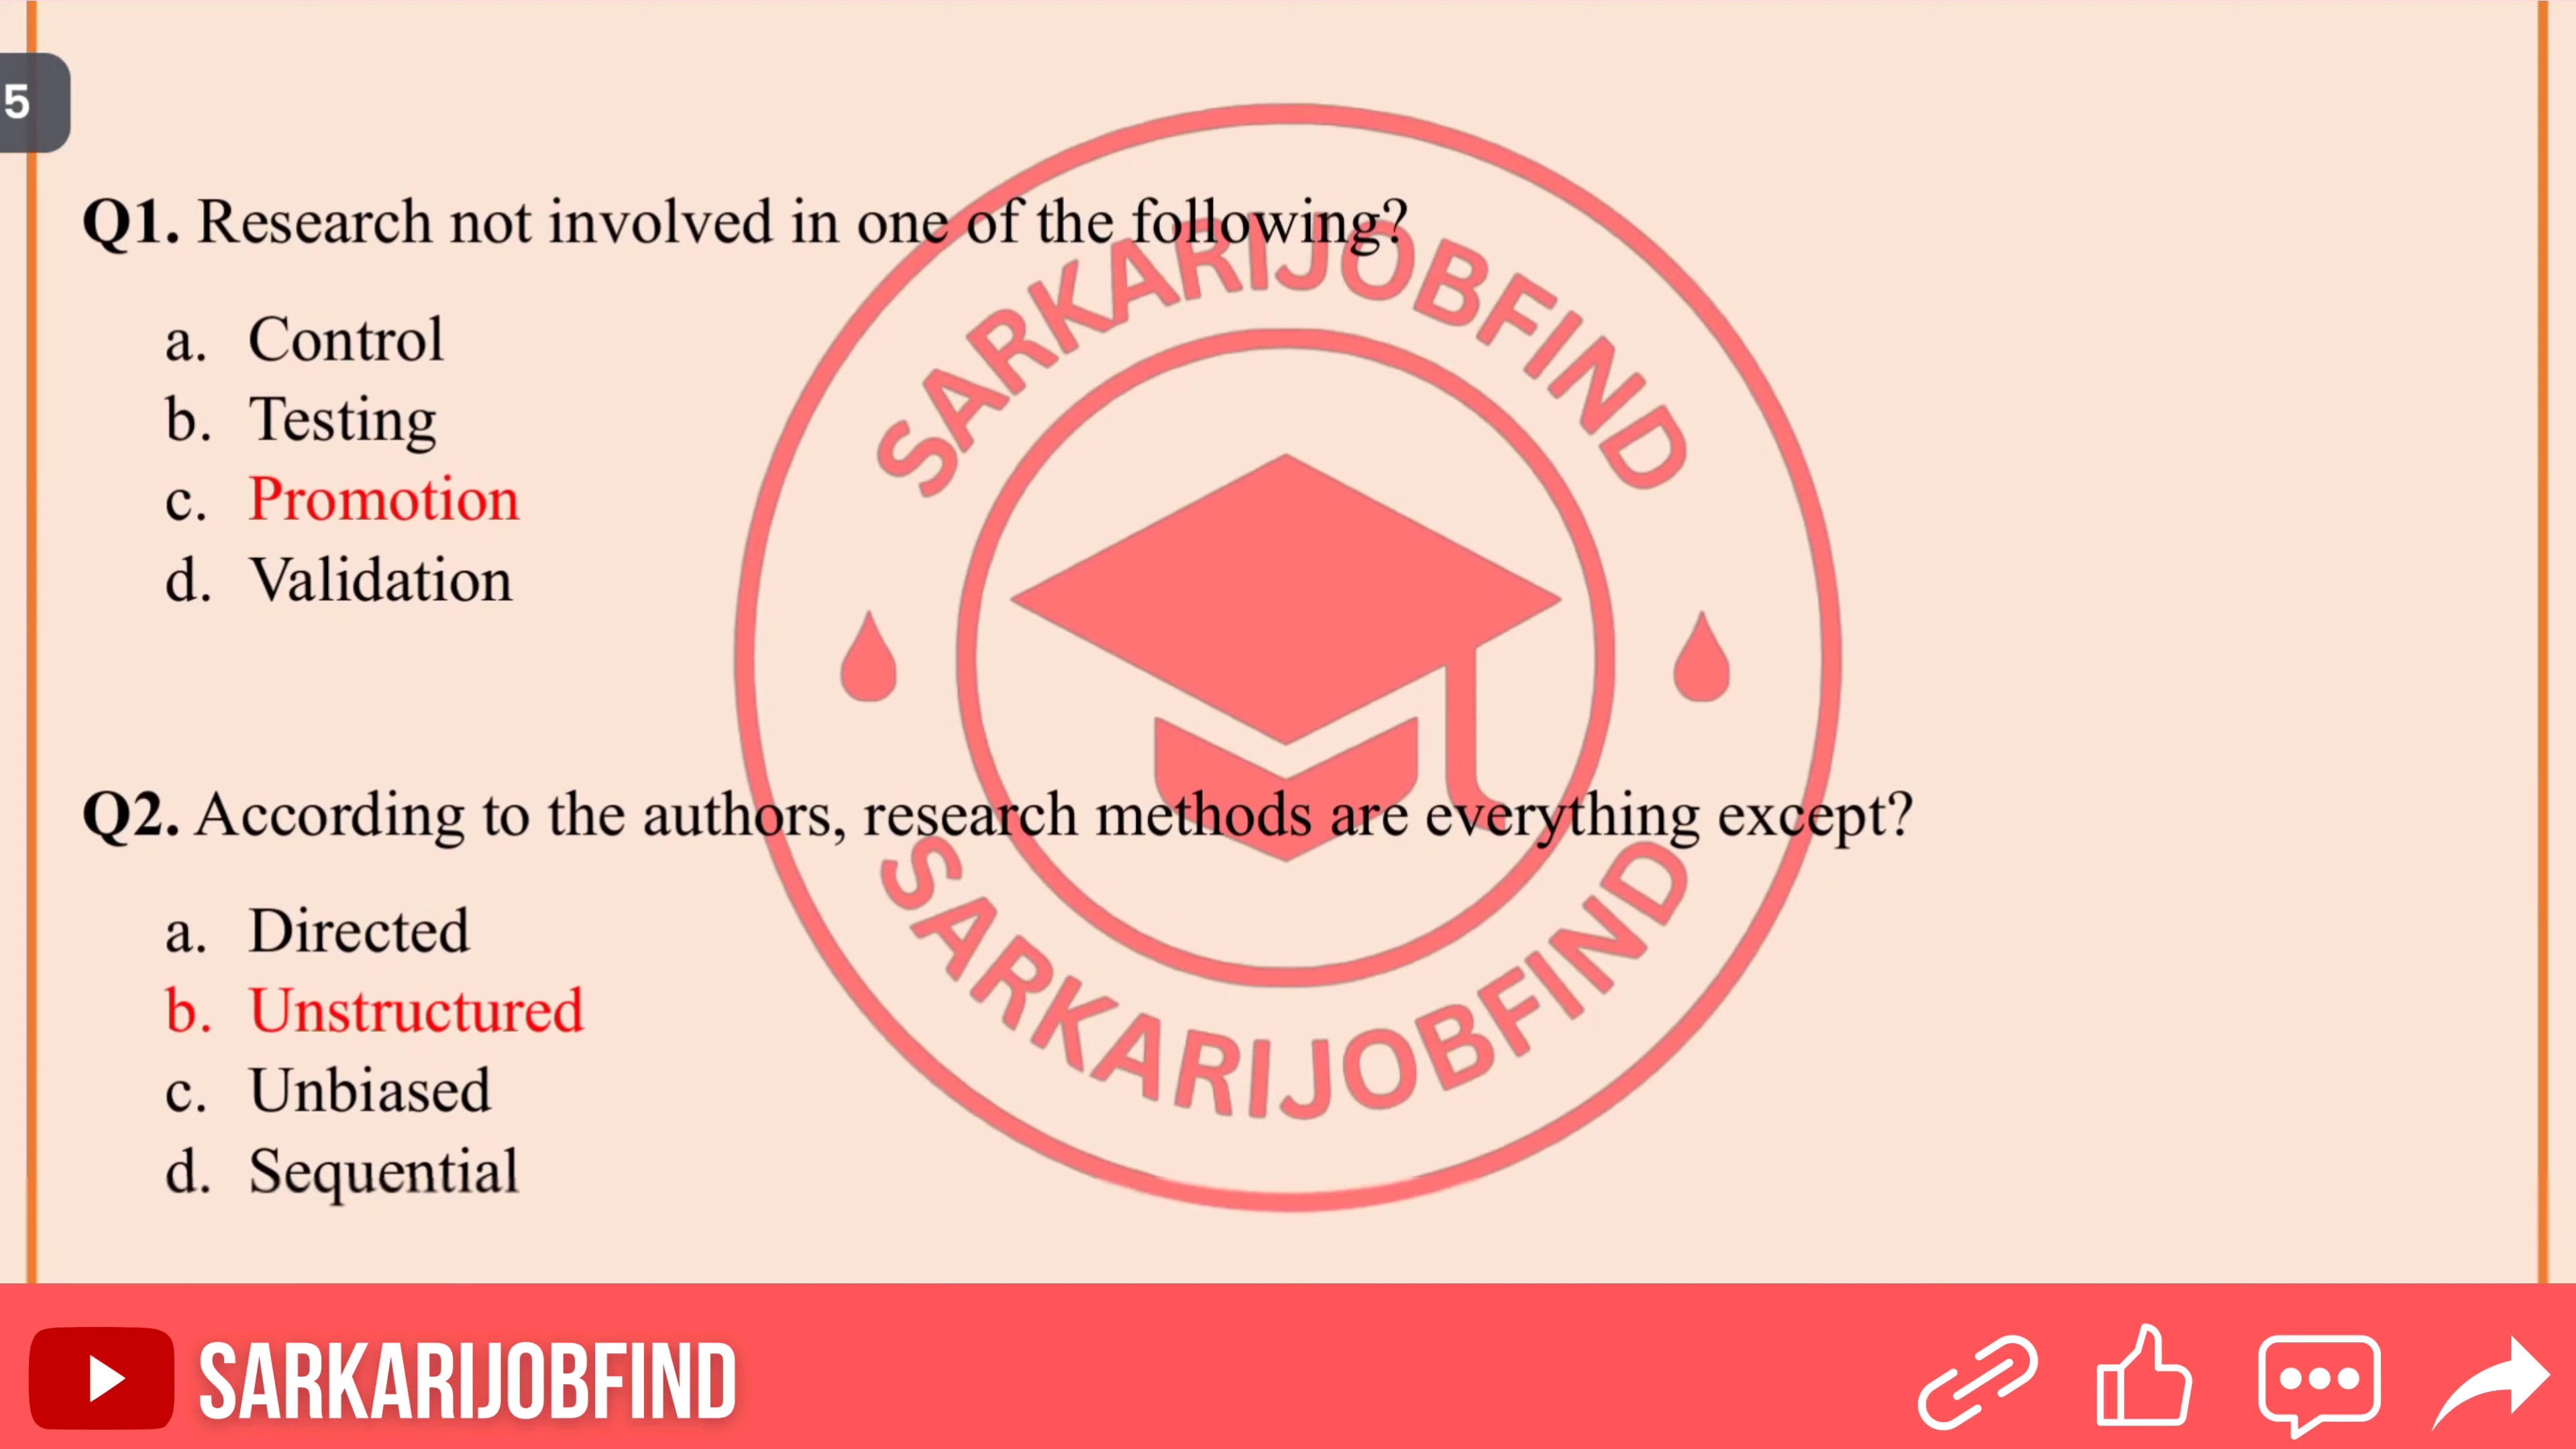 5
Q1. Research not involved in one of the following?
a. Control
b. Testing
c. Promotion
d. Validation
Q2. According to the authors, research methods are everything except?
a. Directed
b. Unstructured
c. Unbiased
d. Sequential
SARKARIJOBFIND
SARKARIJOBFIND
SARKARIJOBFIND